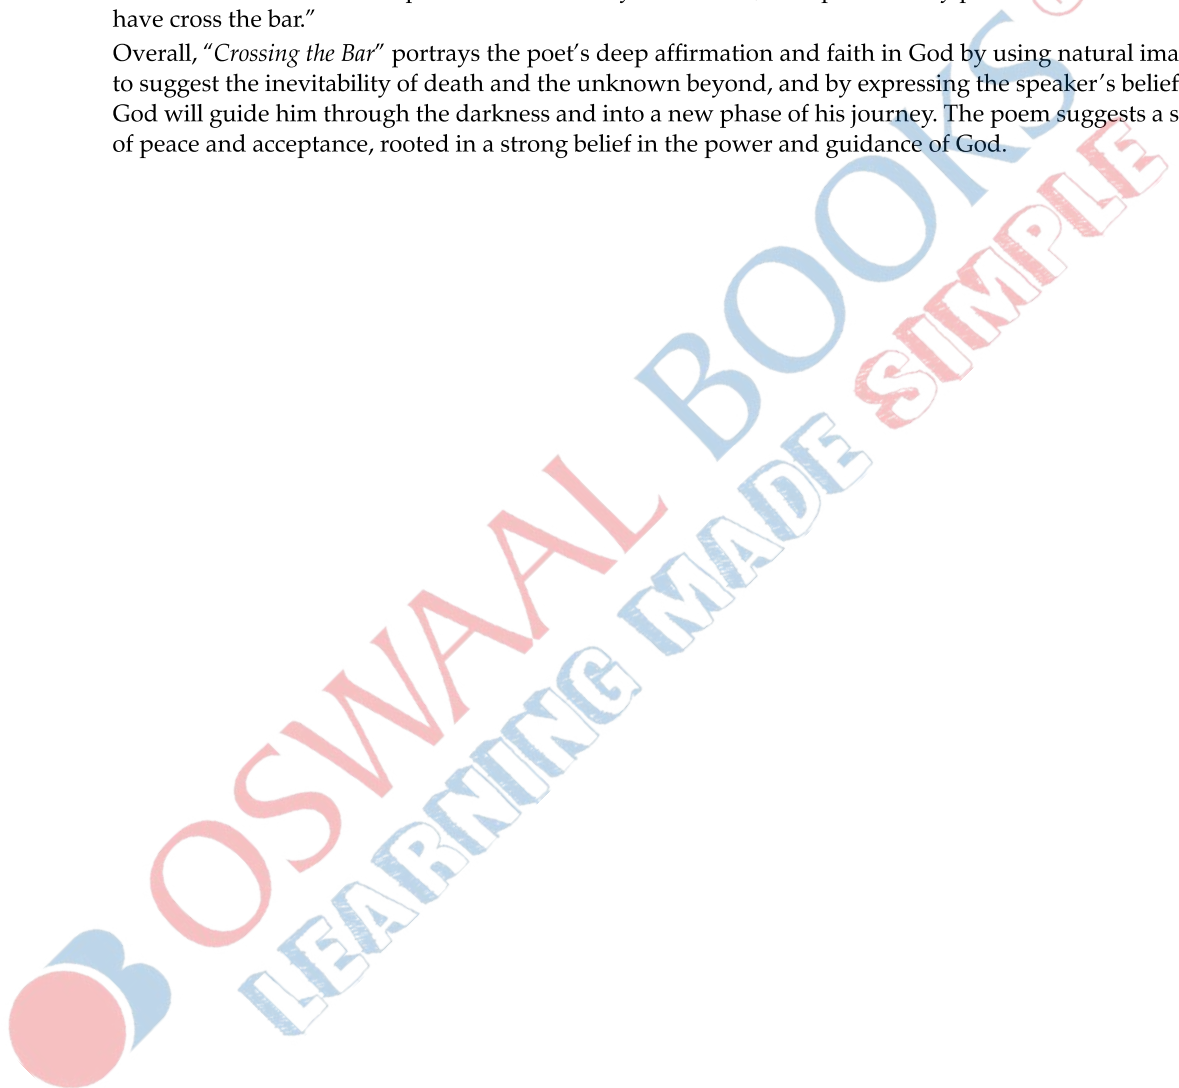 have cross the bar.”
Overall, “Crossing the Bar” portrays the poet’s deep affirmation and faith in God by using natural ima
to suggest the inevitability of death and the unknown beyond, and by expressing the speaker’s belief
God will guide him through the darkness and into a new phase of his journey. The poem suggests a s
of peace and acceptance, rooted in a strong belief in the power and guidance of God.
OSWAAL BOOKS
LEARNING MADE SIMPLE